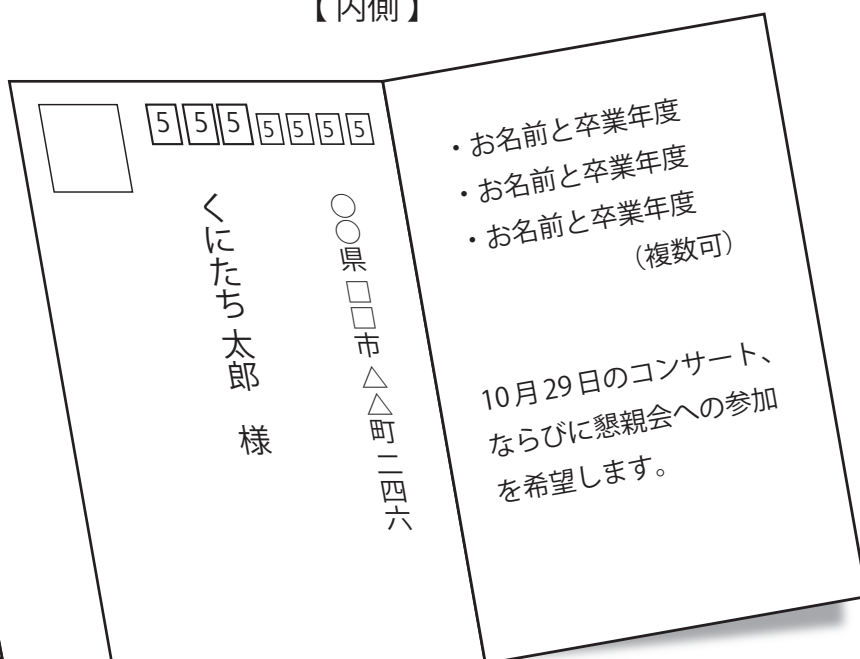 【内側】
5555555
○○県□□市△△町二四六
くにたち 太郎 様
・お名前と卒業年度
・お名前と卒業年度
・お名前と卒業年度
(複数可)
10月29日のコンサート、
ならびに懇親会への参加
を希望します。